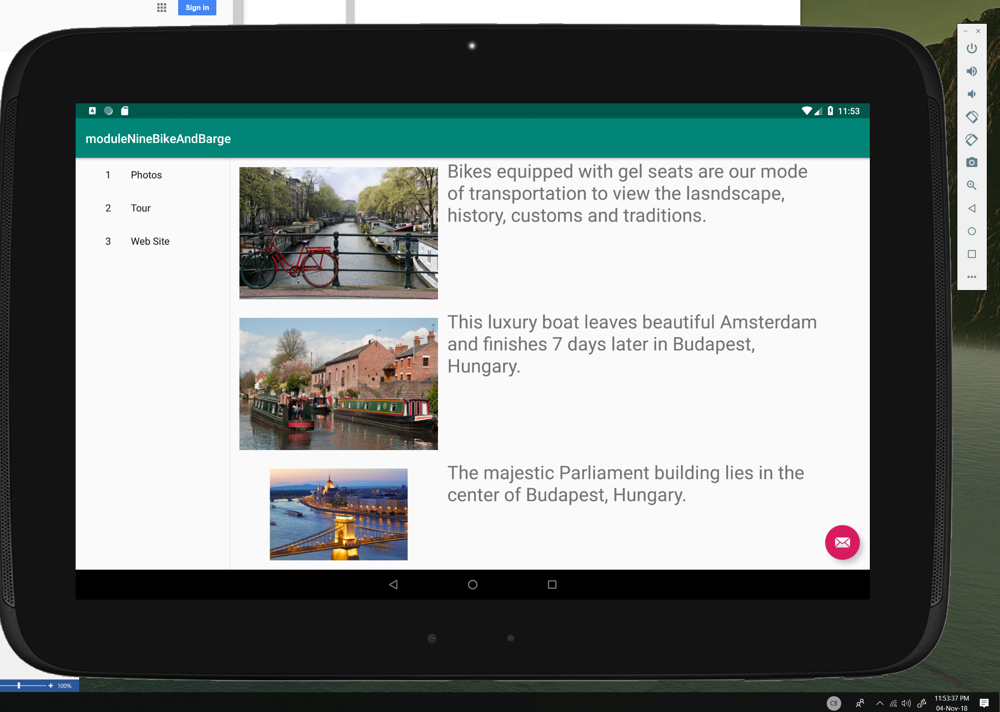 Sign in
11:53
moduleNineBikeAndBarge
1 Photos
2 Tour
3 Web Site
Bikes equipped with gel seats are our mode
of transportation to view the lasndscape,
history, customs and traditions.
This luxury boat leaves beautiful Amsterdam
and finishes 7 days later in Budapest,
Hungary.
The majestic Parliament building lies in the
center of Budapest, Hungary.
100%
CB
11:53:37 PM
04-Nov-18